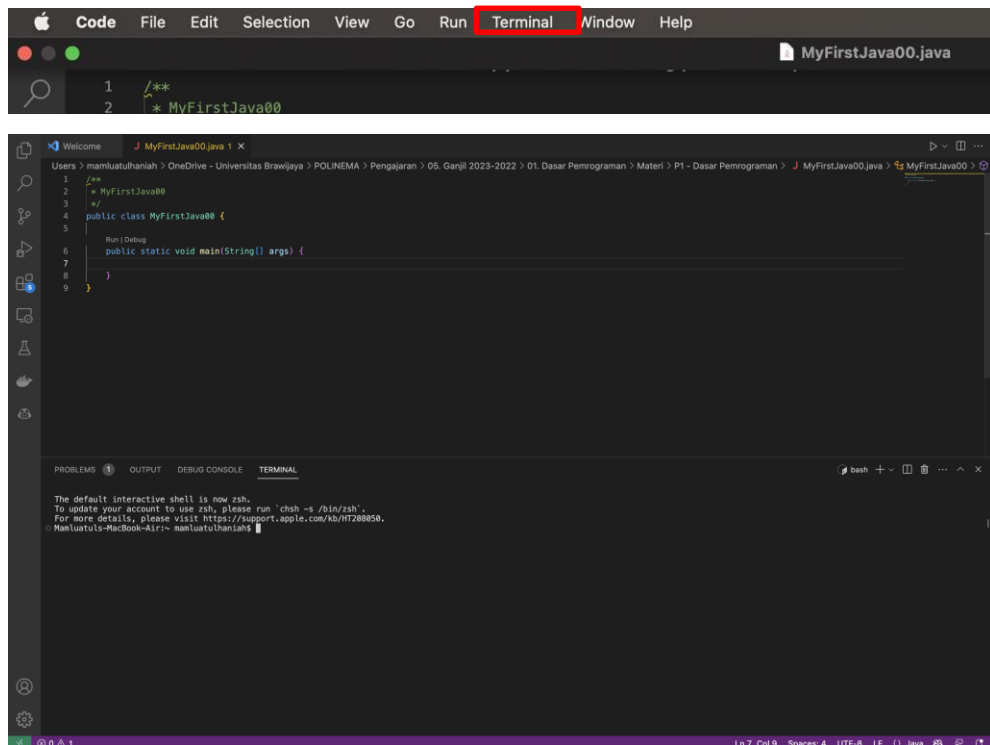 Code File Edit Selection View Go Run Terminal Window Help
MyFirstJava00.java
1 /**
2 * MyFirstJava00
Welcome J MyFirstJava00.java 1 ×
Users > mamluatulhaniah > OneDrive - Universitas Brawijaya > POLINEMA > Pengajaran > 05. Ganjil 2023-2022 > 01. Dasar Pemrograman > Materi > P1 - Dasar Pemrograman > J MyFirstJava00.java > MyFirstJava00 >
1 /**
2 * MyFirstJava00
3 */
4 public class MyFirstJava00 {
5
Run | Debug
6 public static void main(String[] args) {
7
8 }
9 }
5
PROBLEMS 1 OUTPUT DEBUG CONSOLE TERMINAL bash
The default interactive shell is now zsh.
To update your account to use zsh, please run `chsh -s /bin/zsh`.
For more details, please visit https://support.apple.com/kb/HT208050.
Mamluatuls-MacBook-Air:~ mamluatulhaniah$
0 1 Ln 7, Col 9 Spaces: 4 UTF-8 LF {} Java